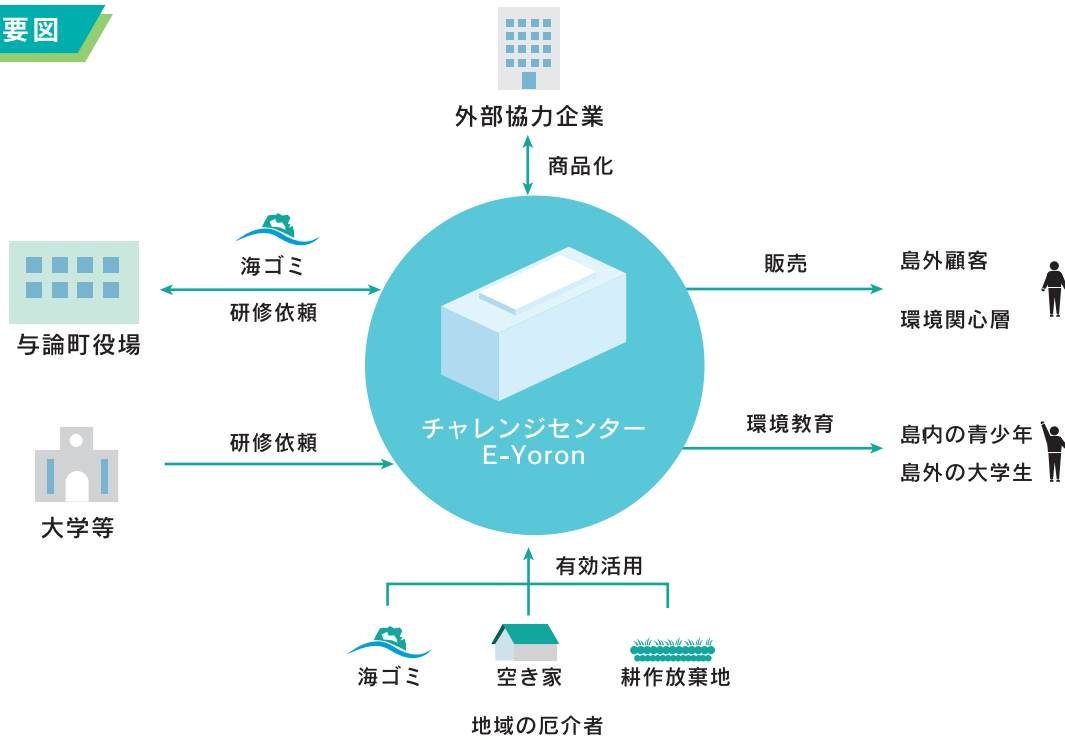 要図
外部協力企業
商品化
海ゴミ
研修依頼
与論町役場
販売
島外顧客
環境関心層
チャレンジセンター
E-Yoron
研修依頼
大学等
環境教育
島内の青少年
島外の大学生
有効活用
海ゴミ
空き家
耕作放棄地
地域の厄介者